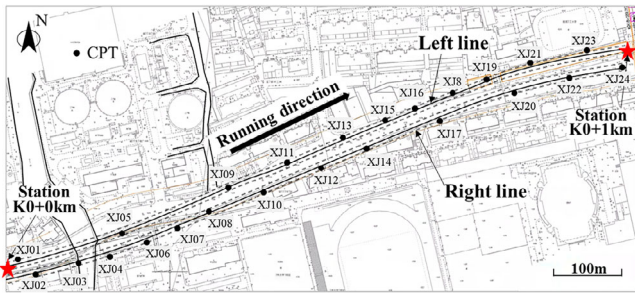 N
CPT
Left line
XJ23
XJ21
XJ19
XJ8
XJ24
XJ22
XJ16
XJ20
Station
K0+1km
Running direction
XJ15
XJ17
XJ13
XJ14
XJ11
XJ12
Right line
XJ09
XJ10
Station
K0+0km
XJ08
XJ05
XJ07
XJ06
XJ01
XJ04
XJ02
XJ03
100m